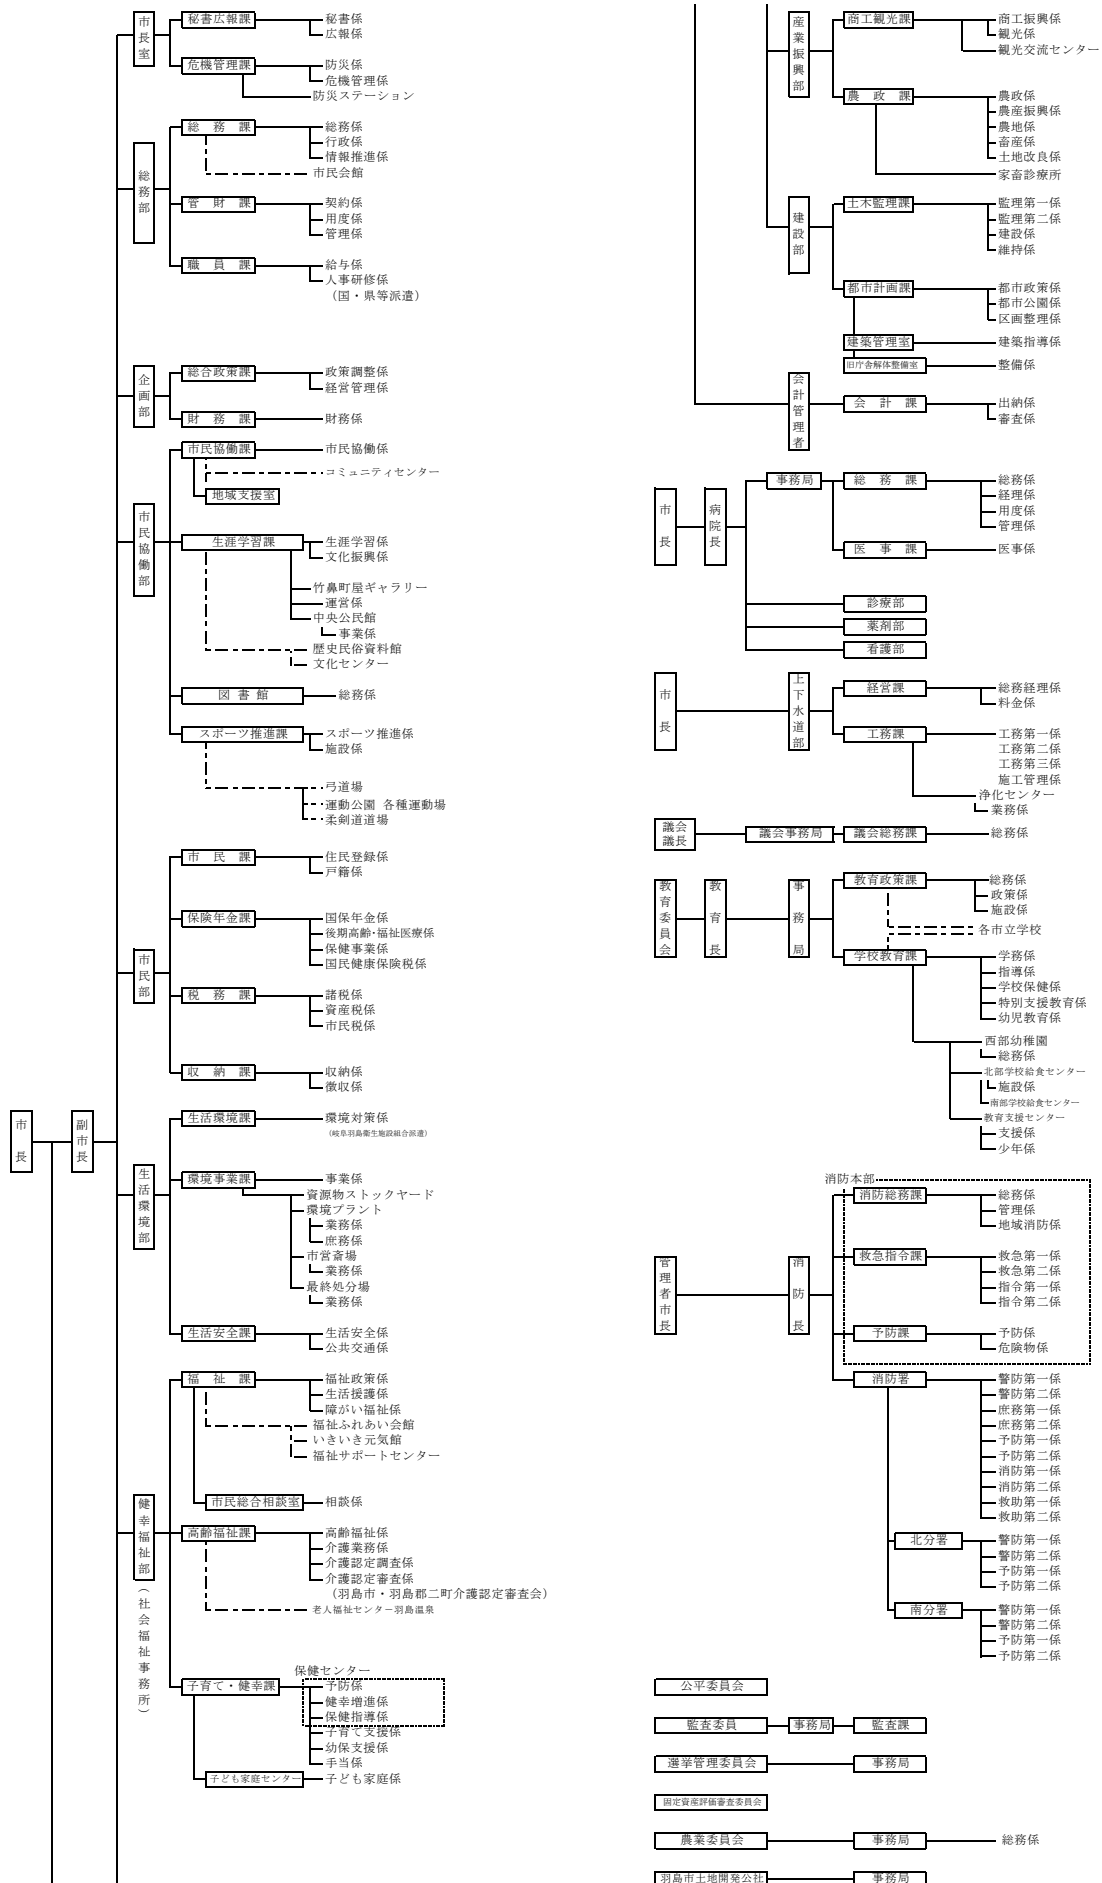 市長
副市長
市長室
秘書広報課
秘書係
広報係
危機管理課
防災係
危機管理係
防災ステーション
総務部
総　務　課
総務係
行政係
情報推進係
市民会館
管　財　課
契約係
用度係
管理係
職　員　課
給与係
人事研修係
（国・県等派遣）
企画部
総合政策課
政策調整係
経営管理係
財　務　課
財務係
市民協働部
市民協働課
市民協働係
コミュニティセンター
地域支援室
生涯学習課
生涯学習係
文化振興係
竹鼻町屋ギャラリー
運営係
中央公民館
事業係
歴史民俗資料館
文化センター
図 書 館
総務係
スポーツ推進課
スポーツ推進係
施設係
弓道場
運動公園 各種運動場
柔剣道道場
市民部
市　民　課
住民登録係
戸籍係
保険年金課
国保年金係
後期高齢・福祉医療係
保健事業係
国民健康保険税係
税　務　課
諸税係
資産税係
市民税係
収　納　課
収納係
徴収係
生活環境部
生活環境課
環境対策係
（岐阜羽島衛生施設組合派遣）
環境事業課
事業係
資源物ストックヤード
環境プラント
業務係
庶務係
市営斎場
業務係
最終処分場
業務係
生活安全課
生活安全係
公共交通係
健幸福祉部（社会福祉事務所）
福　祉　課
福祉政策係
生活援護係
障がい福祉係
福祉ふれあい会館
いきいき元気館
福祉サポートセンター
市民総合相談室
相談係
高齢福祉課
高齢福祉係
介護業務係
介護認定調査係
介護認定審査係
（羽島市・羽島郡二町介護認定審査会）
老人福祉センター羽島温泉
保健センター
子育て・健幸課
予防係
健幸増進係
保健指導係
子育て支援係
幼保支援係
手当係
子ども家庭センター
子ども家庭係
産業振興部
商工観光課
商工振興係
観光係
観光交流センター
農　政　課
農政係
農産振興係
農地係
畜産係
土地改良係
家畜診療所
建設部
土木監理課
監理第一係
監理第二係
建設係
維持係
都市計画課
都市政策係
都市公園係
区画整理係
建築管理室
建築指導係
旧庁舎解体整備室
整備係
会計管理者
会　計　課
出納係
審査係
市長
病院長
事務局
総　務　課
総務係
経理係
用度係
管理係
医　事　課
医事係
診療部
薬剤部
看護部
市長
上下水道部
経営課
総務経理係
料金係
工務課
工務第一係
工務第二係
工務第三係
施工管理係
浄化センター
業務係
議会
議長
議会事務局
議会総務課
総務係
教育委員会
教育長
事務局
教育政策課
総務係
政策係
施設係
各市立学校
学校教育課
学務係
指導係
学校保健係
特別支援教育係
幼児教育係
西部幼稚園
総務係
北部学校給食センター
施設係
南部学校給食センター
教育支援センター
支援係
少年係
消防本部
管理者市長
消防長
消防総務課
総務係
管理係
地域消防係
救急指令課
救急第一係
救急第二係
指令第一係
指令第二係
予防課
予防係
危険物係
消防署
警防第一係
警防第二係
庶務第一係
庶務第二係
予防第一係
予防第二係
消防第一係
消防第二係
救助第一係
救助第二係
北分署
警防第一係
警防第二係
予防第一係
予防第二係
南分署
警防第一係
警防第二係
予防第一係
予防第二係
公平委員会
監査委員
事務局
監査課
選挙管理委員会
事務局
固定資産評価審査委員会
農業委員会
事務局
総務係
羽島市土地開発公社
事務局